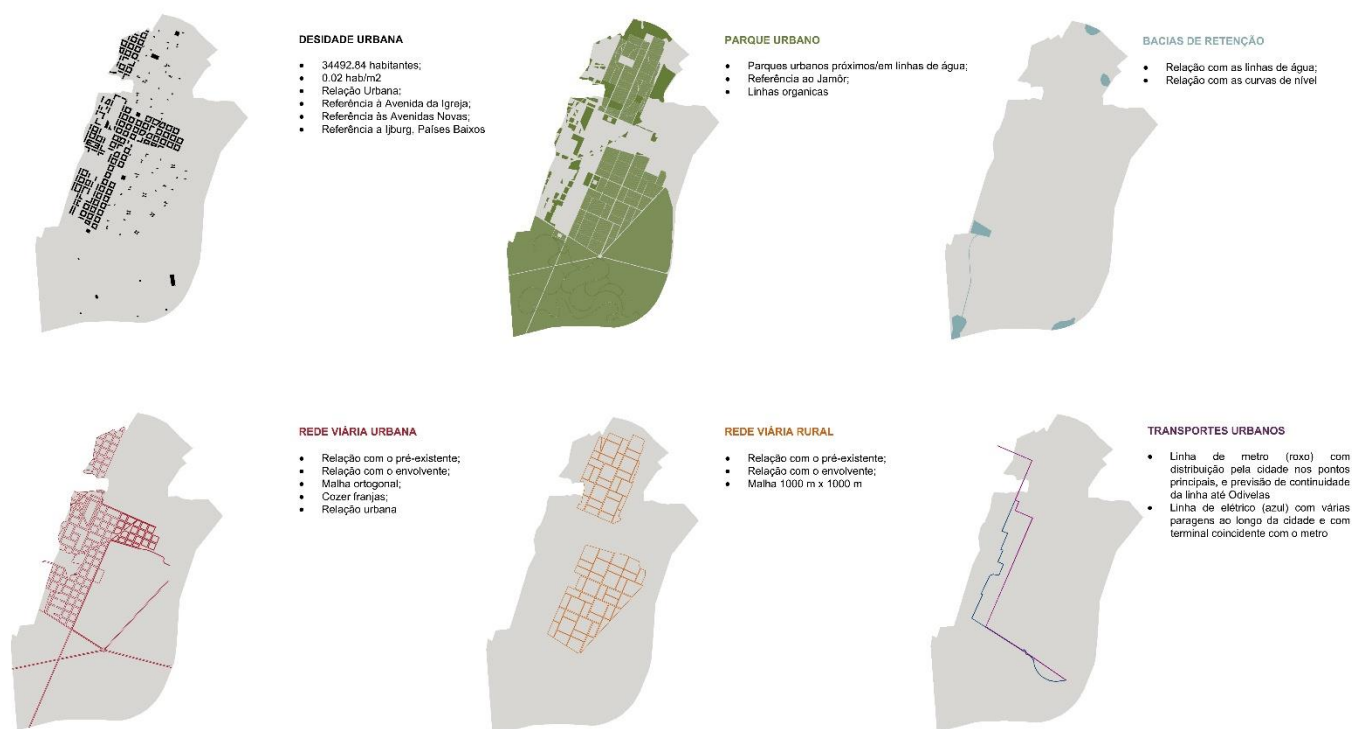 DESIDADE URBANA
34492.84 habitantes;
0.02 hab/m2
Relação Urbana;
Referência à Avenida da Igreja;
Referência às Avenidas Novas;
Referência a Ijburg, Países Baixos
PARQUE URBANO
Parques urbanos próximos/em linhas de água;
Referência ao Jamôr;
Linhas organicas
BACIAS DE RETENÇÃO
Relação com as linhas de água;
Relação com as curvas de nível
REDE VIÁRIA URBANA
Relação com o pré-existente;
Relação com o envolvente;
Malha ortogonal;
Cozer franjas;
Relação urbana
REDE VIÁRIA RURAL
Relação com o pré-existente;
Relação com o envolvente;
Malha 1000 m x 1000 m
TRANSPORTES URBANOS
Linha de metro (roxo) com
distribuição pela cidade nos pontos
principais, e previsão de continuidade
da linha até Odivelas
Linha de elétrico (azul) com várias
paragens ao longo da cidade e com
terminal coincidente com o metro